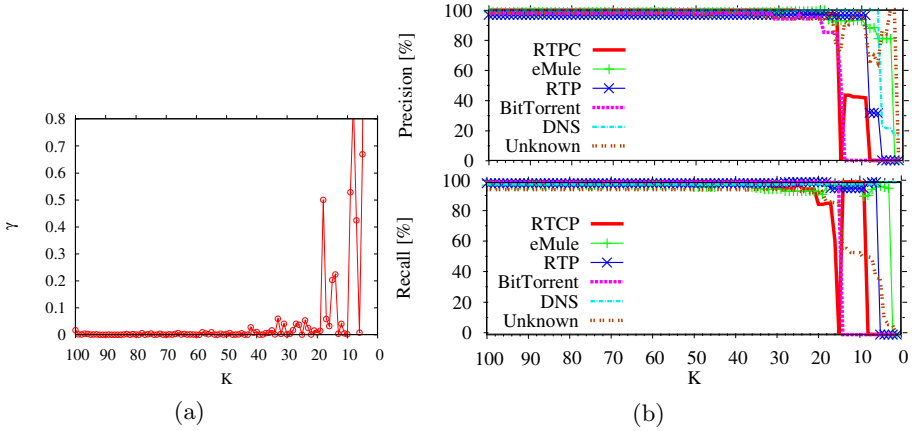 0.8
0.7
0.6
0.5
0.4
0.3
0.2
0.1
0
γ
100 90 80 70 60 50 40 30 20 10 0
K
(a)
Precision [%]
100
80
60
40
20
0
RTPC
eMule
RTP
BitTorrent
DNS
Unknown
Recall [%]
100
80
60
40
20
0
RTCP
eMule
RTP
BitTorrent
DNS
Unknown
100 90 80 70 60 50 40 30 20 10 0
K
(b)